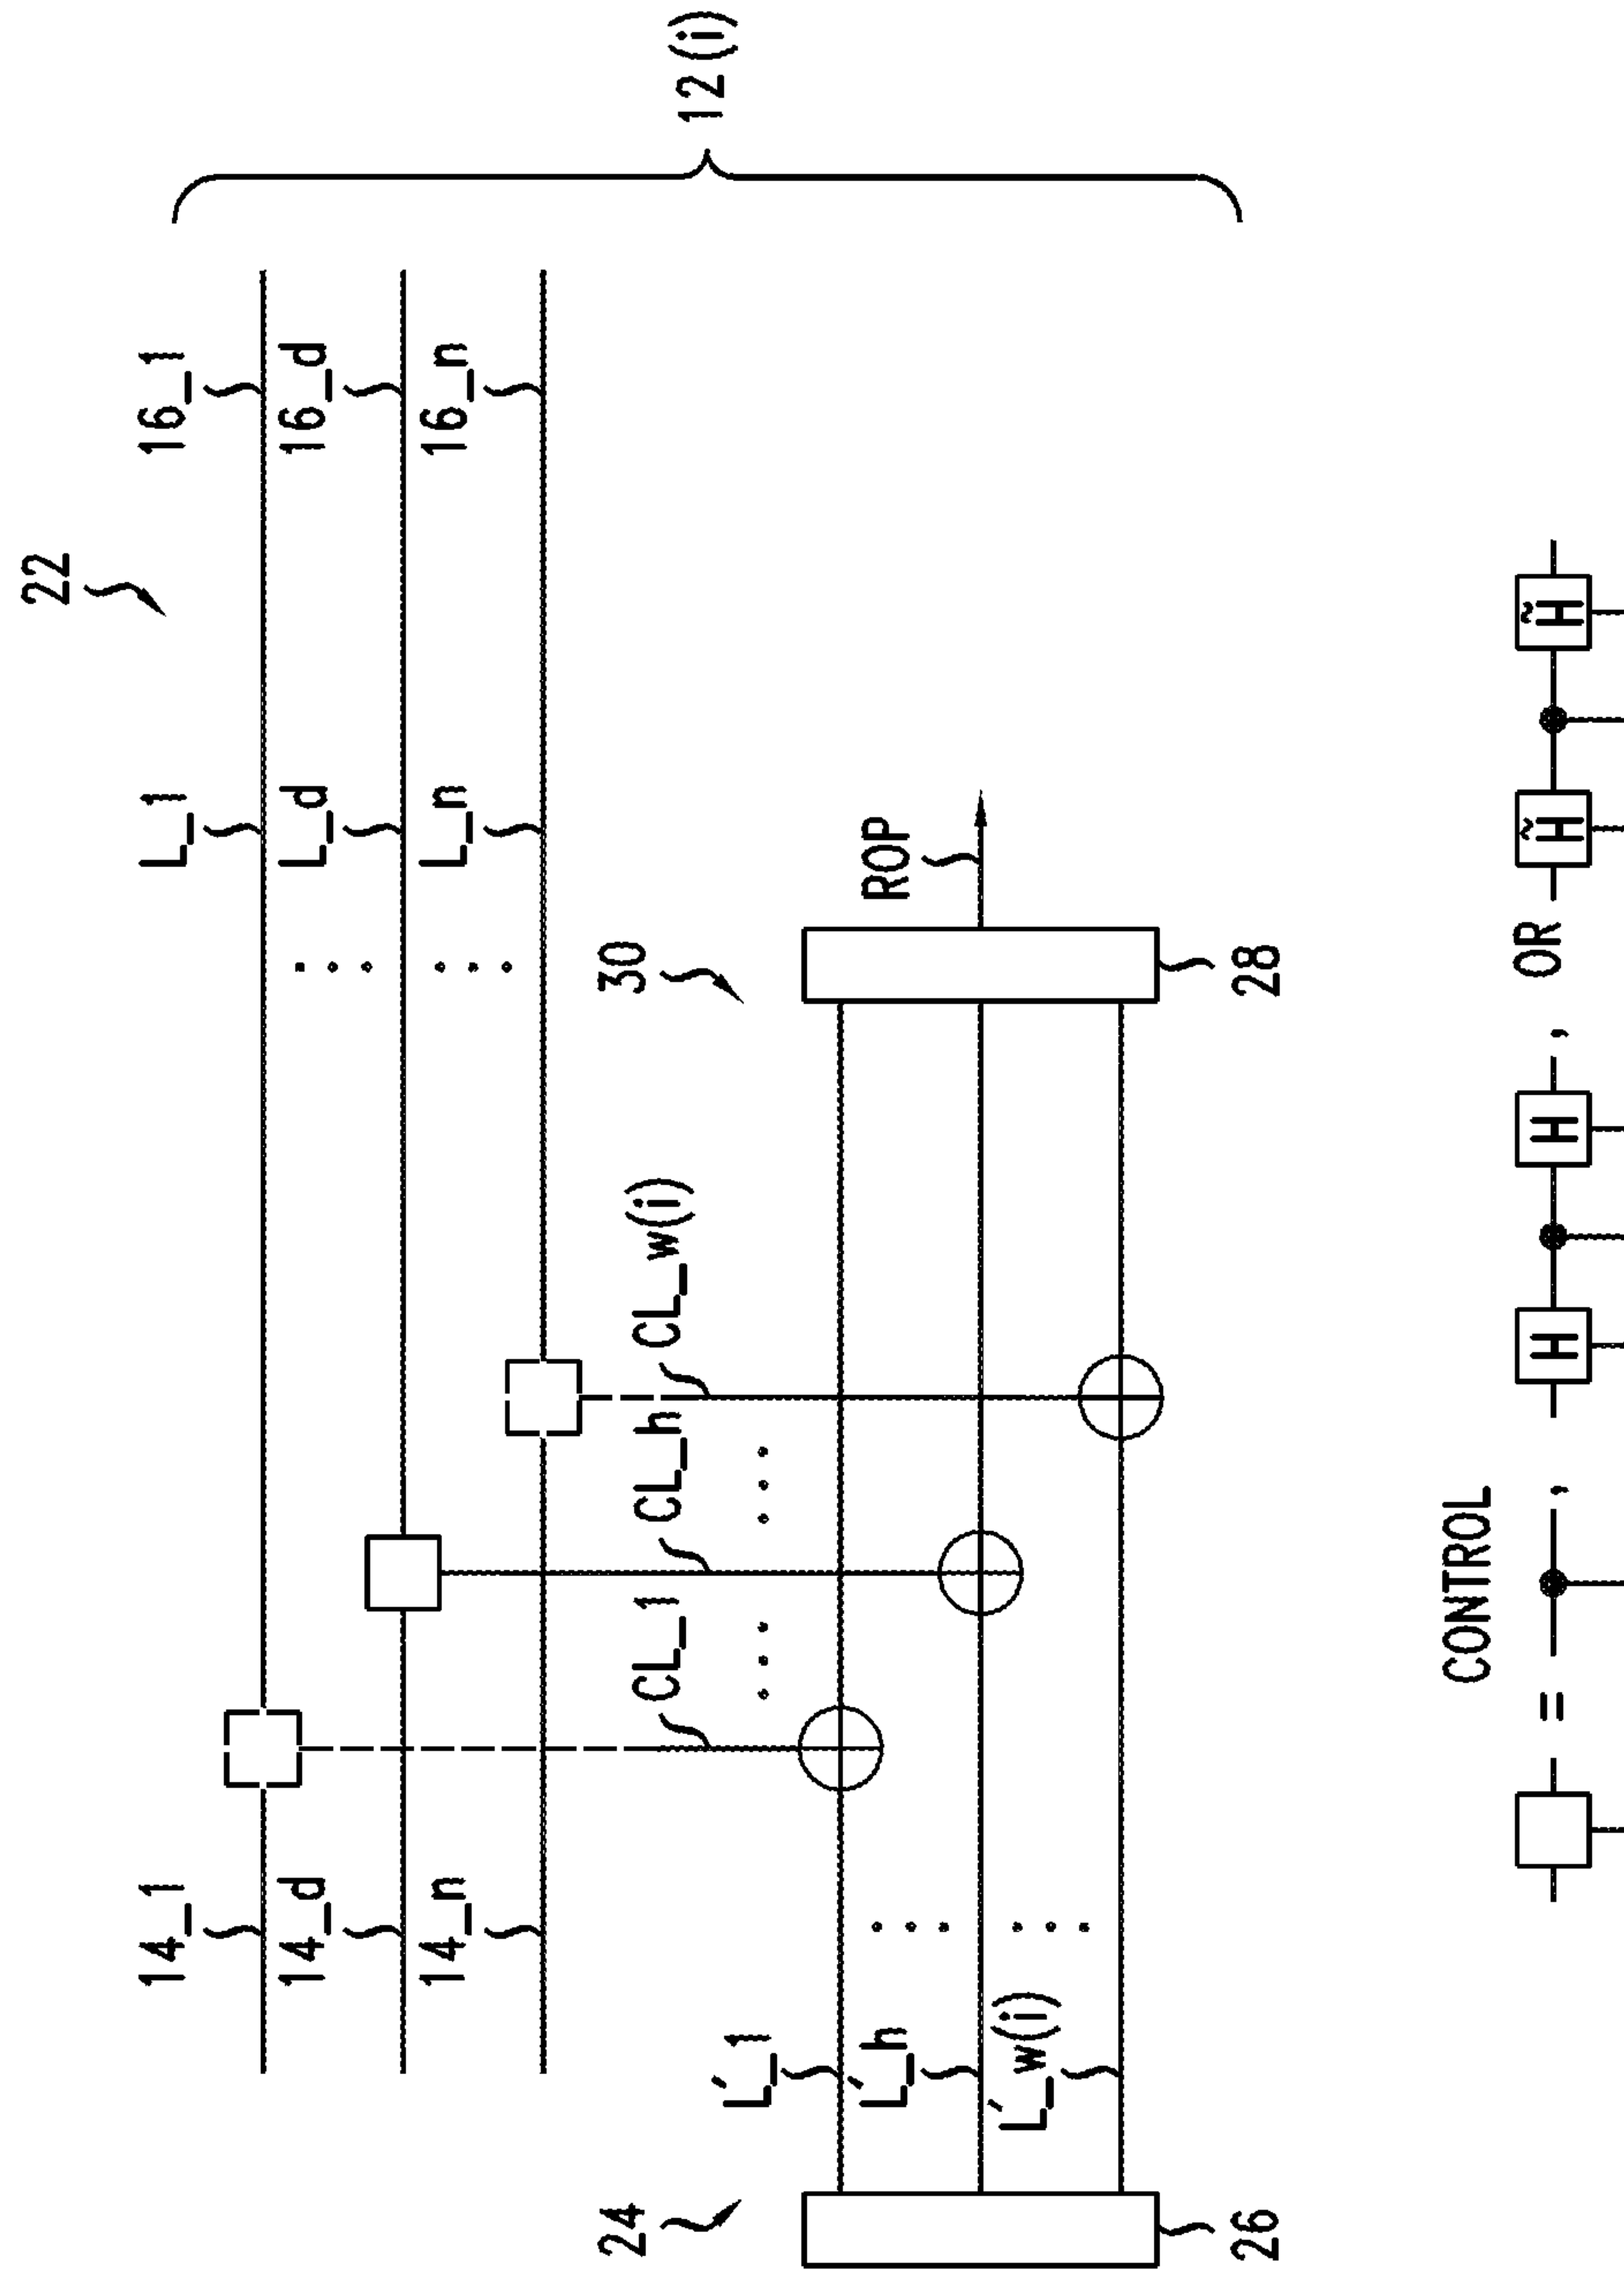 22
14_1 L_1 16_1
14_d L_d 16_d
14_n L_n 16_n
12(i)
24 CL_1 CL_h CL_w(i) 30
L'_1
L'_h ROP
L'_w(i)
26 28
CONTROL
= , H H , OR H̃ H̃